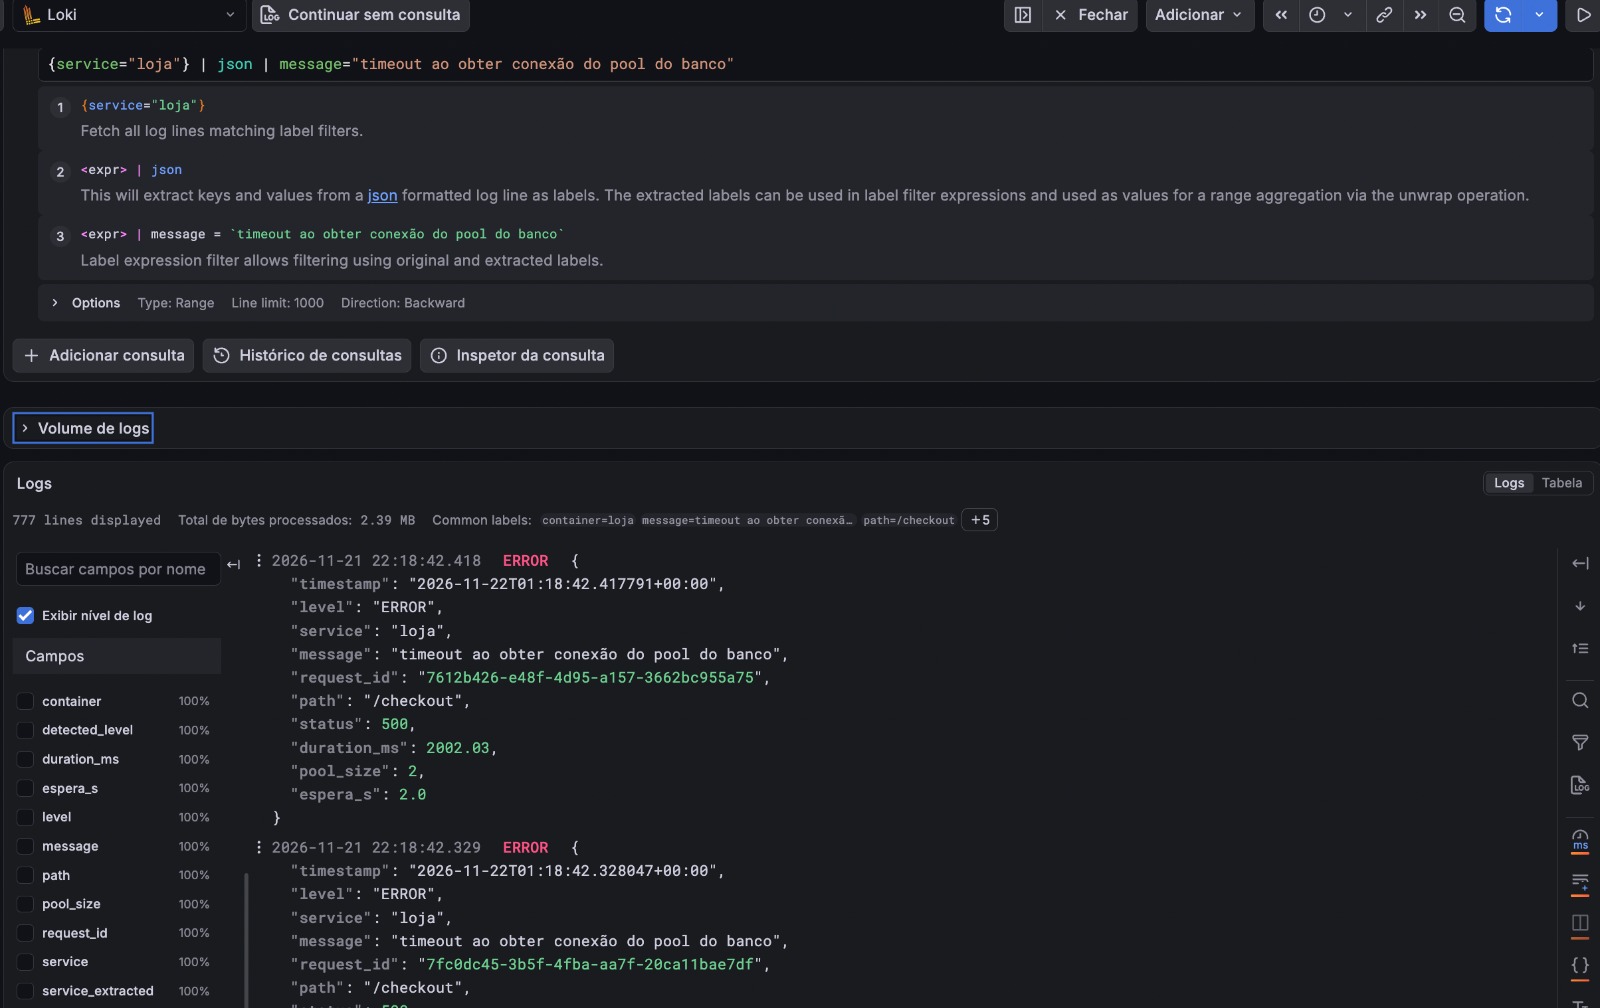 Loki
Continuar sem consulta
Fechar
Adicionar
{service="loja"} | json | message="timeout ao obter conexão do pool do banco"
1 {service="loja"}
Fetch all log lines matching label filters.
2 <expr> | json
This will extract keys and values from a json formatted log line as labels. The extracted labels can be used in label filter expressions and used as values for a range aggregation via the unwrap operation.
3 <expr> | message = `timeout ao obter conexão do pool do banco`
Label expression filter allows filtering using original and extracted labels.
Options Type: Range Line limit: 1000 Direction: Backward
Adicionar consulta
Histórico de consultas
Inspetor da consulta
Volume de logs
Logs
Logs Tabela
777 lines displayed Total de bytes processados: 2.39 MB Common labels: container=loja message=timeout ao obter conexã… path=/checkout +5
Buscar campos por nome
Exibir nível de log
Campos
container 100%
detected_level 100%
duration_ms 100%
espera_s 100%
level 100%
message 100%
path 100%
pool_size 100%
request_id 100%
service 100%
service_extracted 100%
2026-11-21 22:18:42.418 ERROR {
"timestamp": "2026-11-22T01:18:42.417791+00:00",
"level": "ERROR",
"service": "loja",
"message": "timeout ao obter conexão do pool do banco",
"request_id": "7612b426-e48f-4d95-a157-3662bc955a75",
"path": "/checkout",
"status": 500,
"duration_ms": 2002.03,
"pool_size": 2,
"espera_s": 2.0
}
2026-11-21 22:18:42.329 ERROR {
"timestamp": "2026-11-22T01:18:42.328047+00:00",
"level": "ERROR",
"service": "loja",
"message": "timeout ao obter conexão do pool do banco",
"request_id": "7fc0dc45-3b5f-4fba-aa7f-20ca11bae7df",
"path": "/checkout",
LOG
ms